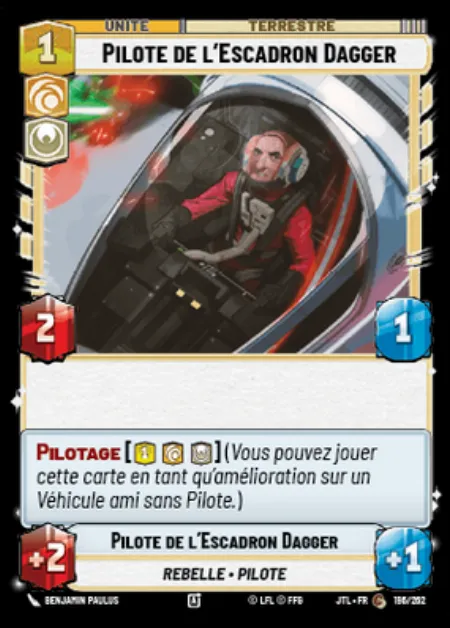 UNITÉ TERRESTRE
1 PILOTE DE L'ESCADRON DAGGER
2 1
PILOTAGE [1] (Vous pouvez jouer
cette carte en tant qu'amélioration sur un
Véhicule ami sans Pilote.)
PILOTE DE L'ESCADRON DAGGER
+2 +1
REBELLE • PILOTE
BENJAMIN PAULUS A © LFL © FFG JTL • FR C 196/262